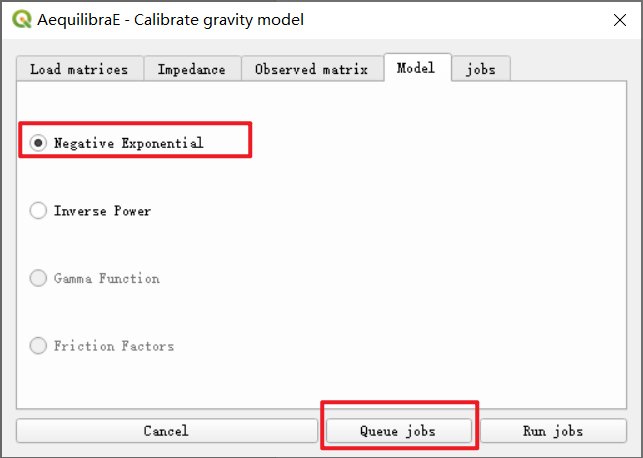 AequilibraE - Calibrate gravity model
Load matrices Impedance Observed matrix Model jobs
Negative Exponential
Inverse Power
Gamma Function
Friction Factors
Cancel Queue jobs Run jobs